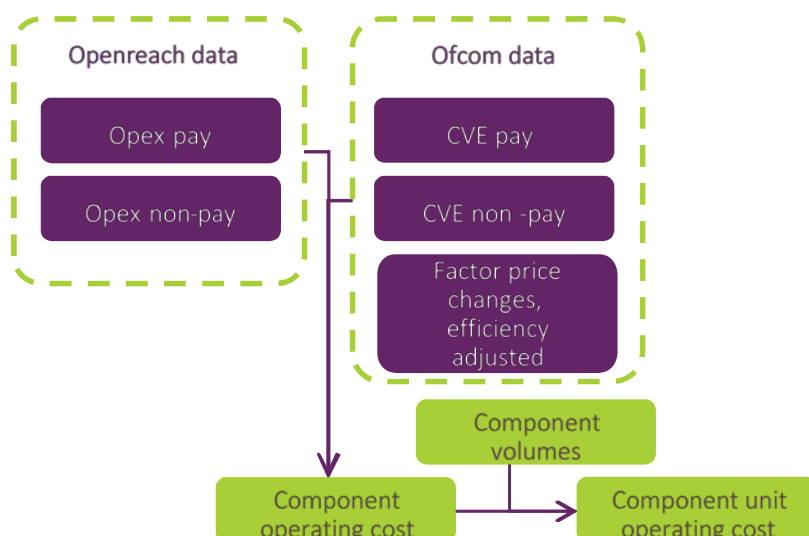 Openreach data
Opex pay
Opex non-pay
Ofcom data
CVE pay
CVE non -pay
Factor price
changes,
efficiency
adjusted
Component
volumes
Component
operating cost
Component unit
operating cost